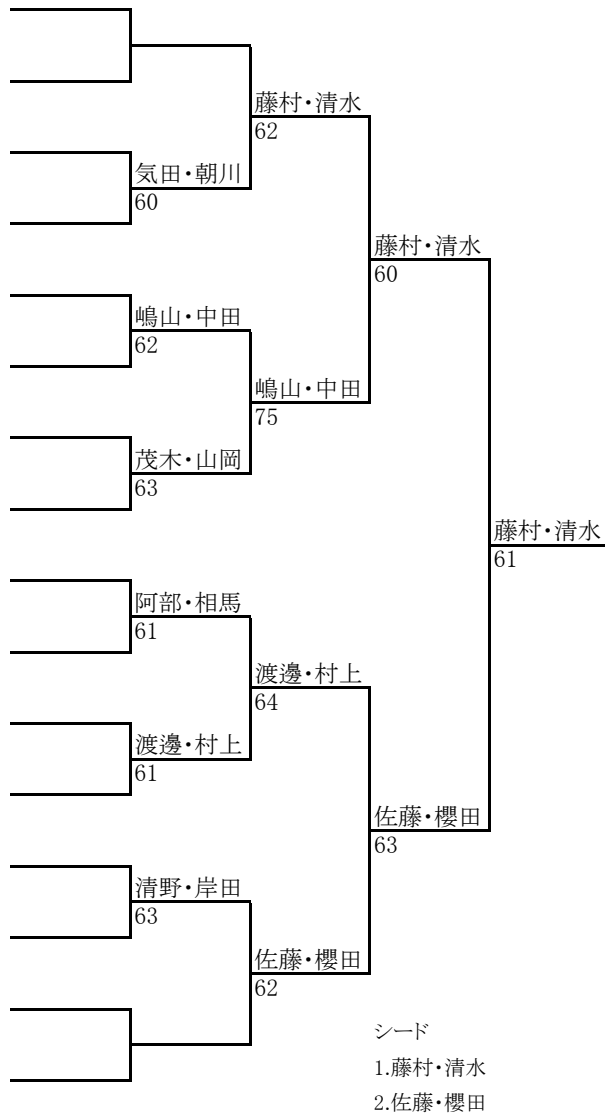 藤村・清水
62
気田・朝川
60
藤村・清水
60
嶋山・中田
62
嶋山・中田
75
茂木・山岡
63
藤村・清水
61
阿部・相馬
61
渡邊・村上
64
渡邊・村上
61
佐藤・櫻田
63
清野・岸田
63
佐藤・櫻田
62
シード
1.藤村・清水
2.佐藤・櫻田